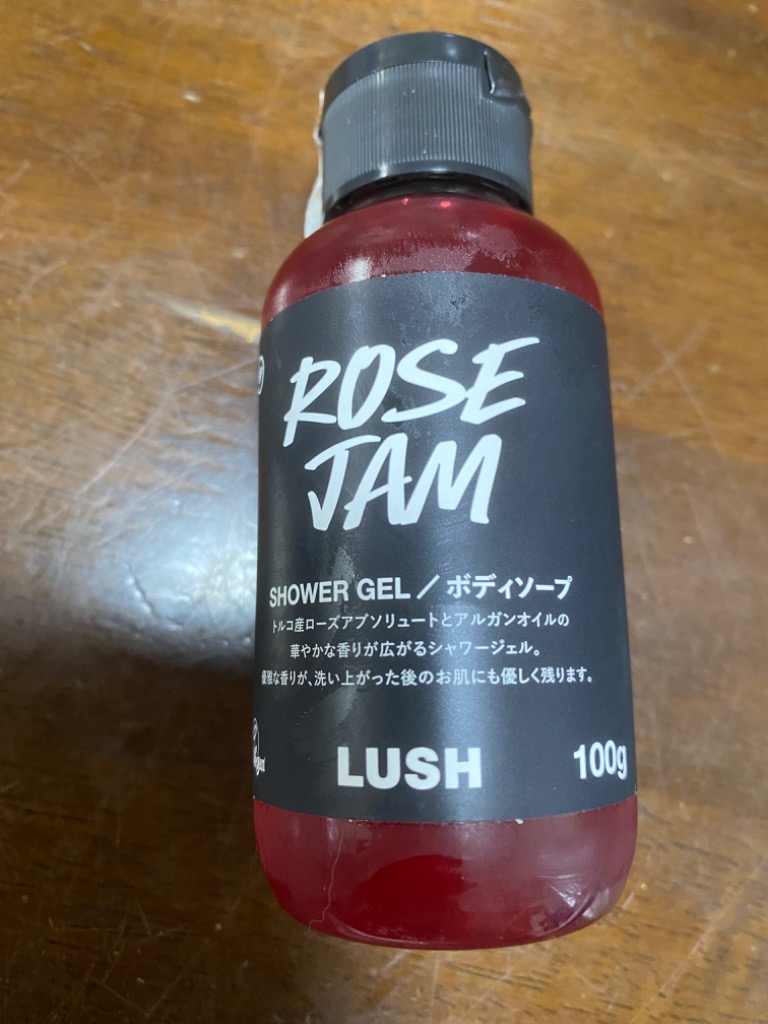 ROSE
JAM
SHOWER GEL／ボディソープ
トルコ産ローズアブソリュートとアルガンオイルの
華やかな香りが広がるシャワージェル。
優雅な香りが、洗い上がった後のお肌にも優しく残ります。
LUSH 100g